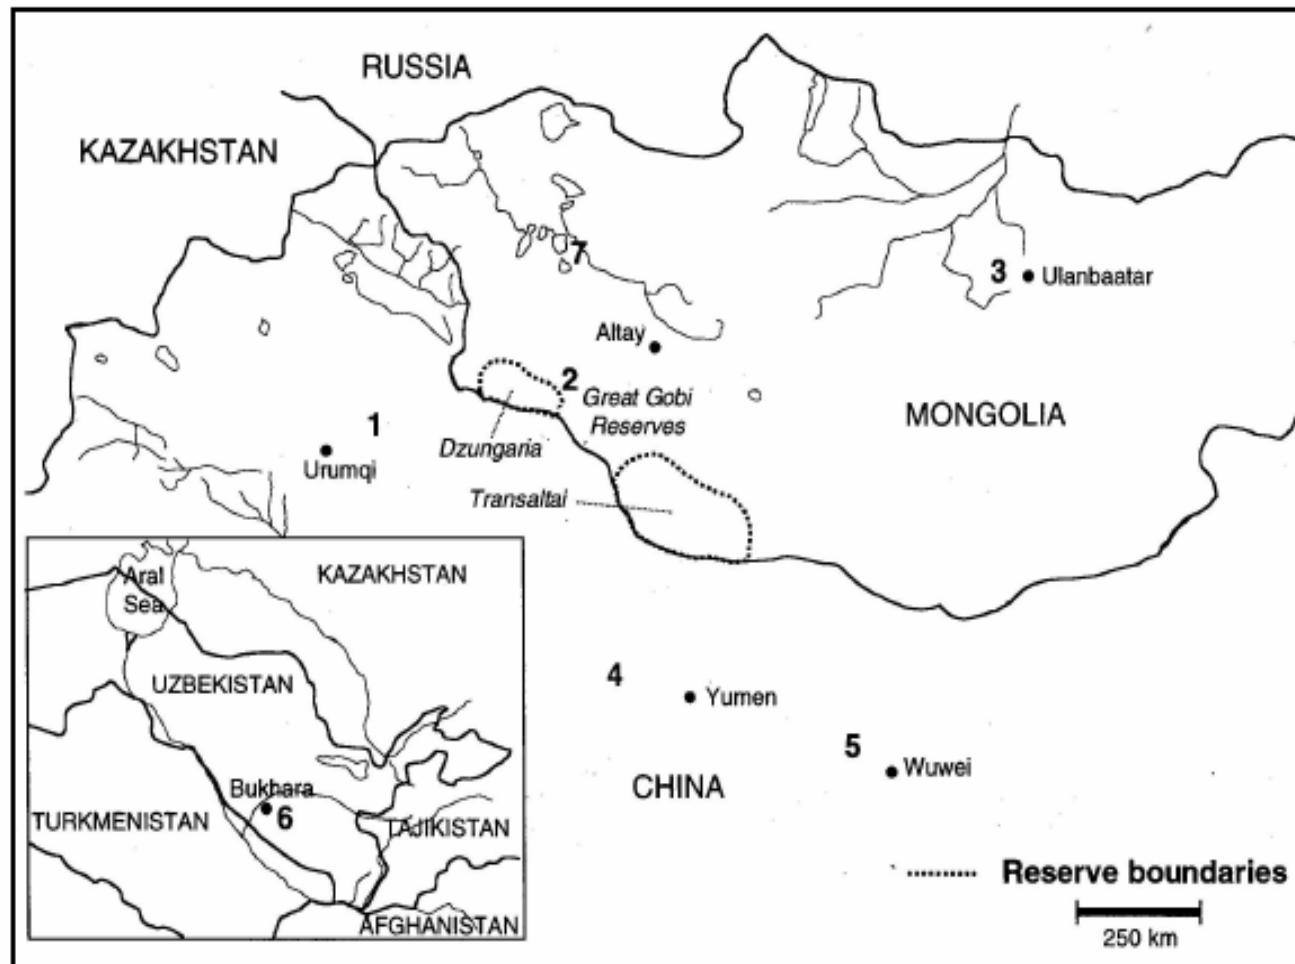 RUSSIA
KAZAKHSTAN
7
3
Ulanbaatar
Altay
2
Great Gobi
Reserves
MONGOLIA
1
Dzungaria
Urumqi
Transaltai
Aral
Sea
KAZAKHSTAN
UZBEKISTAN
Bukhara
6
TURKMENISTAN
TAJIKISTAN
AFGHANISTAN
4
Yumen
5
Wuwei
CHINA
Reserve boundaries
250 km